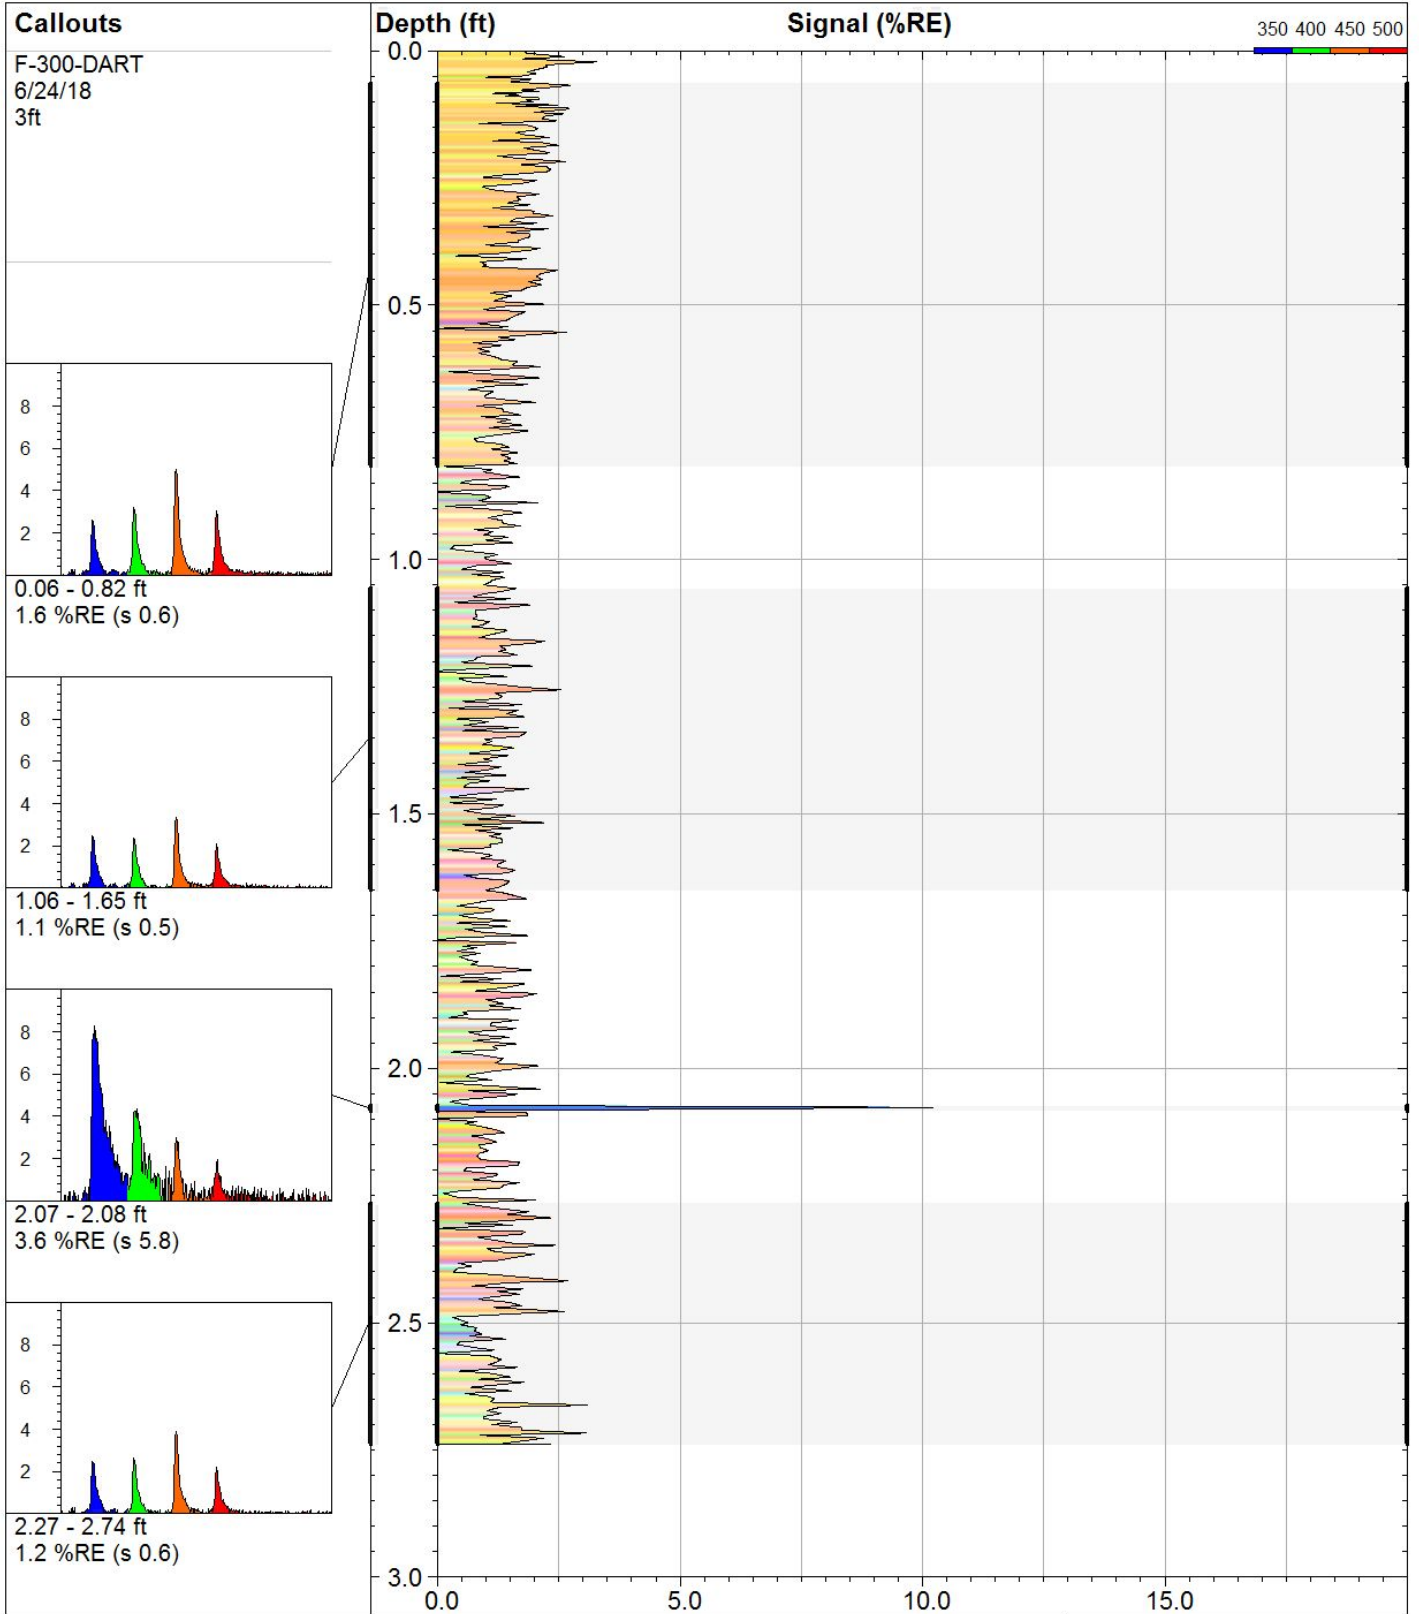 Callouts
Depth (ft)
Signal (%RE)
350 400 450 500
F-300-DART
6/24/18
3ft
8
6
4
2
0.06 - 0.82 ft
1.6 %RE (s 0.6)
8
6
4
2
1.06 - 1.65 ft
1.1 %RE (s 0.5)
8
6
4
2
2.07 - 2.08 ft
3.6 %RE (s 5.8)
8
6
4
2
2.27 - 2.74 ft
1.2 %RE (s 0.6)
0.0
0.5
1.0
1.5
2.0
2.5
3.0
0.0 5.0 10.0 15.0